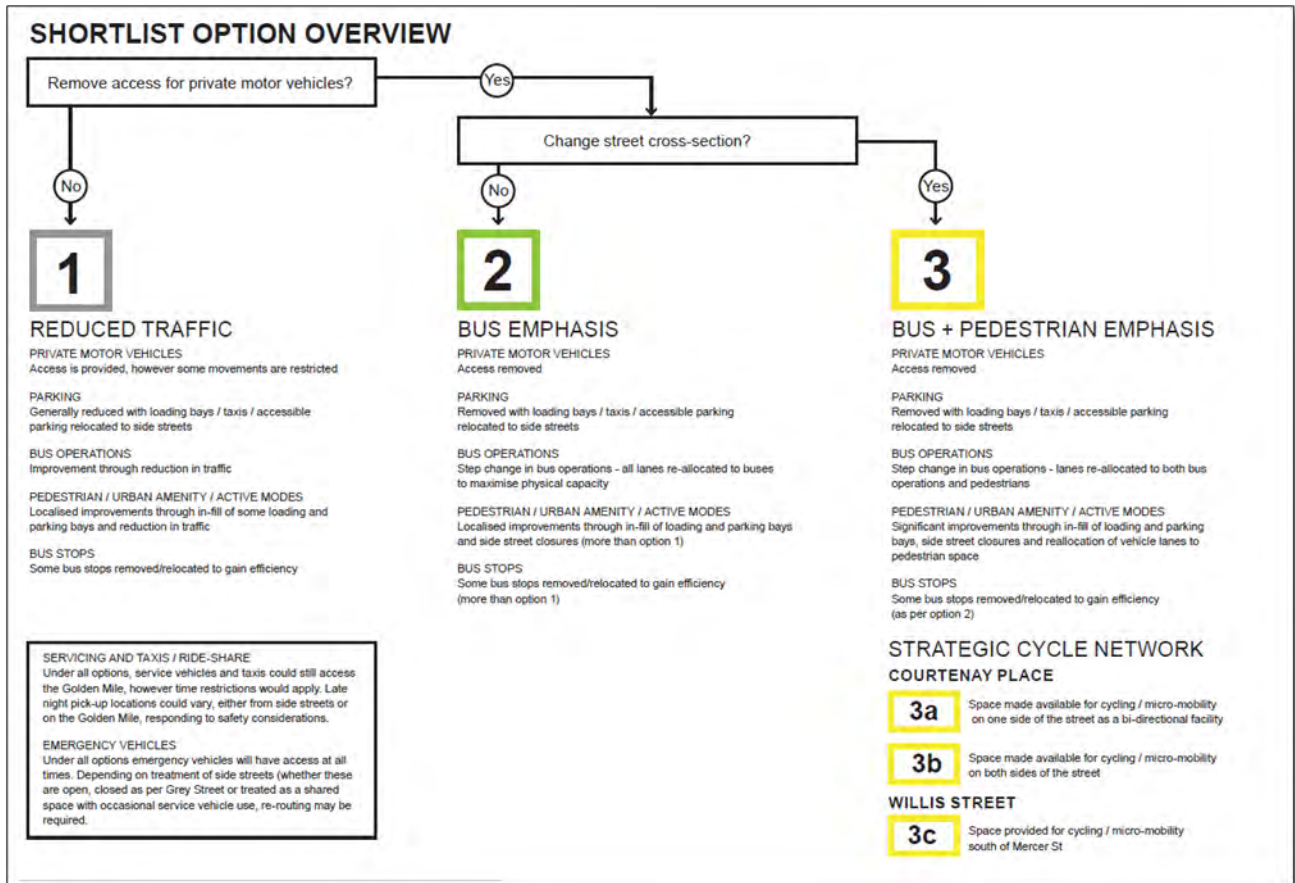 SHORTLIST OPTION OVERVIEW
Remove access for private motor vehicles?
Yes
Change street cross-section?
No
No
Yes
1
REDUCED TRAFFIC
PRIVATE MOTOR VEHICLES
Access is provided, however some movements are restricted
PARKING
Generally reduced with loading bays / taxis / accessible
parking relocated to side streets
BUS OPERATIONS
Improvement through reduction in traffic
PEDESTRIAN / URBAN AMENITY / ACTIVE MODES
Localised improvements through in-fill of some loading and
parking bays and reduction in traffic
BUS STOPS
Some bus stops removed/relocated to gain efficiency
2
BUS EMPHASIS
PRIVATE MOTOR VEHICLES
Access removed
PARKING
Removed with loading bays / taxis / accessible parking
relocated to side streets
BUS OPERATIONS
Step change in bus operations - all lanes re-allocated to buses
to maximise physical capacity
PEDESTRIAN / URBAN AMENITY / ACTIVE MODES
Localised improvements through in-fill of loading and parking bays
and side street closures (more than option 1)
BUS STOPS
Some bus stops removed/relocated to gain efficiency
(more than option 1)
3
BUS + PEDESTRIAN EMPHASIS
PRIVATE MOTOR VEHICLES
Access removed
PARKING
Removed with loading bays / taxis / accessible parking
relocated to side streets
BUS OPERATIONS
Step change in bus operations - lanes re-allocated to both bus
operations and pedestrians
PEDESTRIAN / URBAN AMENITY / ACTIVE MODES
Significant improvements through in-fill of loading and parking
bays, side street closures and reallocation of vehicle lanes to
pedestrian space
BUS STOPS
Some bus stops removed/relocated to gain efficiency
(as per option 2)
SERVICING AND TAXIS / RIDE-SHARE
Under all options, service vehicles and taxis could still access
the Golden Mile, however time restrictions would apply. Late
night pick-up locations could vary, either from side streets or
on the Golden Mile, responding to safety considerations.
EMERGENCY VEHICLES
Under all options emergency vehicles will have access at all
times. Depending on treatment of side streets (whether these
are open, closed as per Grey Street or treated as a shared
space with occasional service vehicle use, re-routing may be
required.
STRATEGIC CYCLE NETWORK
COURTENAY PLACE
3a
Space made available for cycling / micro-mobility
on one side of the street as a bi-directional facility
3b
Space made available for cycling / micro-mobility
on both sides of the street
WILLIS STREET
3c
Space provided for cycling / micro-mobility
south of Mercer St